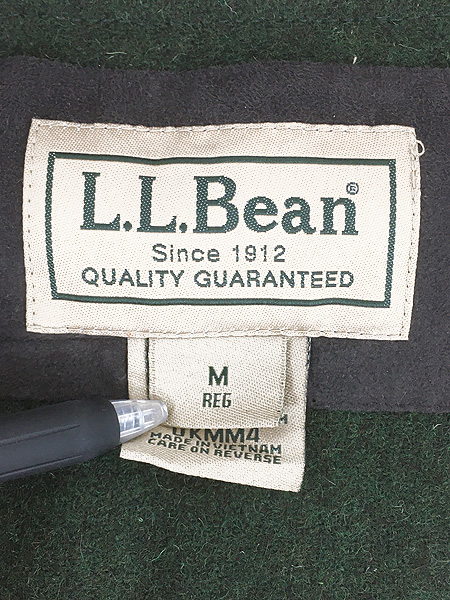 L.L.Bean®
Since 1912
QUALITY GUARANTEED
M
REG
MADE IN VIETNAM
CARE ON REVERSE